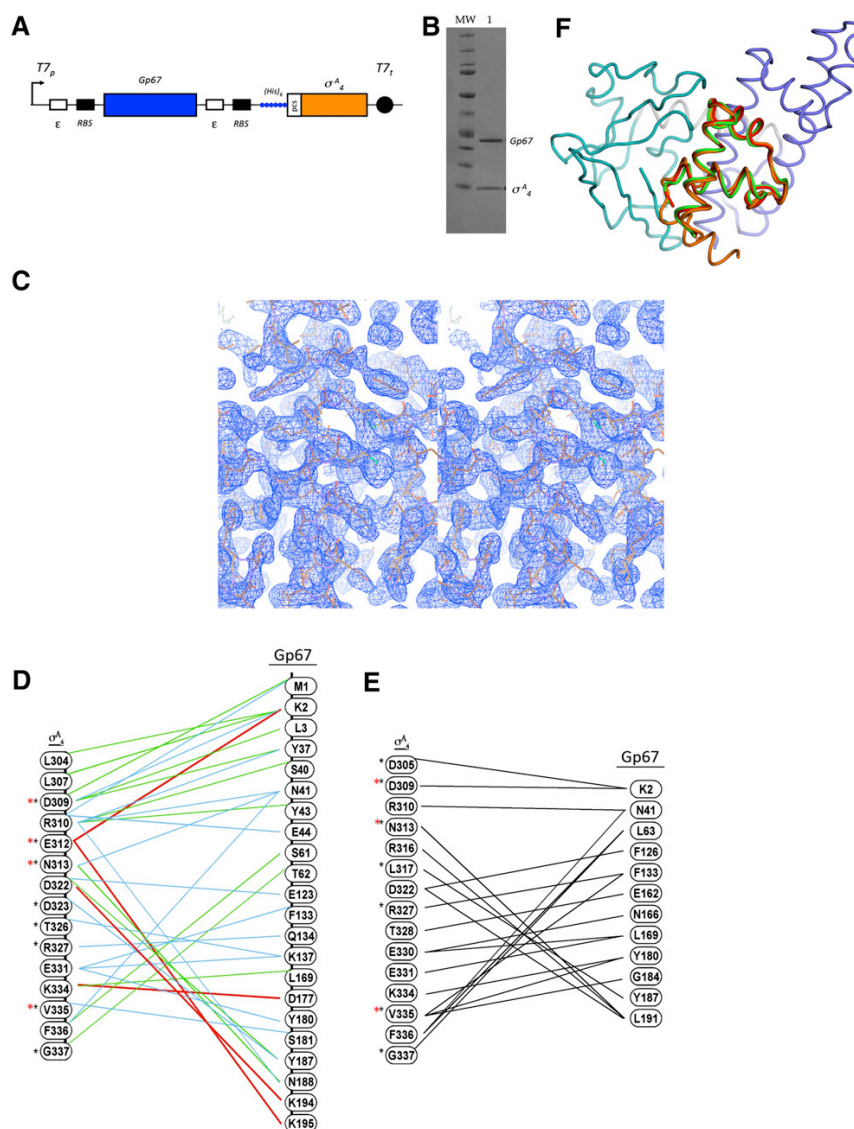 A
T7p
Gp67
(His)6
σA4
T7t
pcs
ε
RBS
ε
RBS
B
MW 1
Gp67
σA4
F
C
D
Gp67
σA4
L304
L307
** D309
R310
** E312
** N313
D322
* D323
* T326
* R327
E331
K334
** V335
F336
* G337
M1
K2
L3
Y37
S40
N41
Y43
E44
S61
T62
E123
F133
Q134
K137
L169
D177
Y180
S181
Y187
N188
K194
K195
E
σA4
Gp67
* D305
** D309
R310
** N313
R316
* L317
D322
* R327
T328
E330
E331
K334
** V335
F336
* G337
K2
N41
L63
F126
F133
E162
N166
L169
Y180
G184
Y187
L191